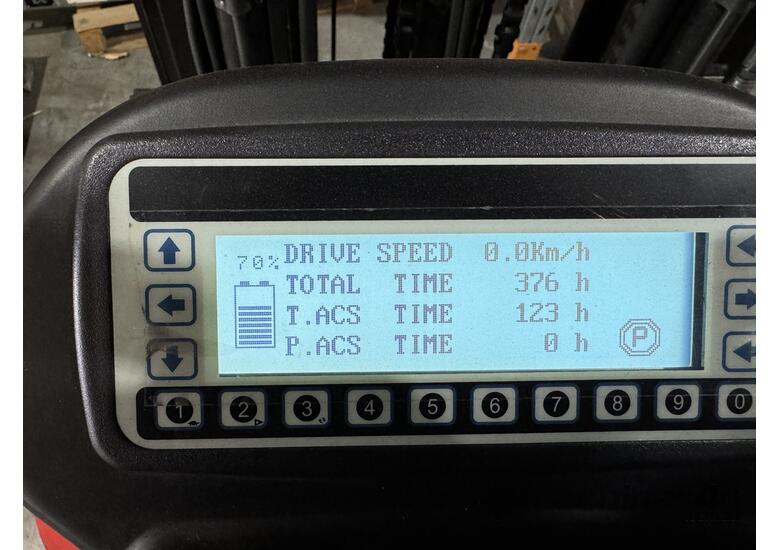 70%
DRIVE SPEED 0.0Km/h
TOTAL TIME 376 h
T.ACS TIME 123 h
P.ACS TIME 0 h
P
1 2 3 4 5 6 7 8 9 0